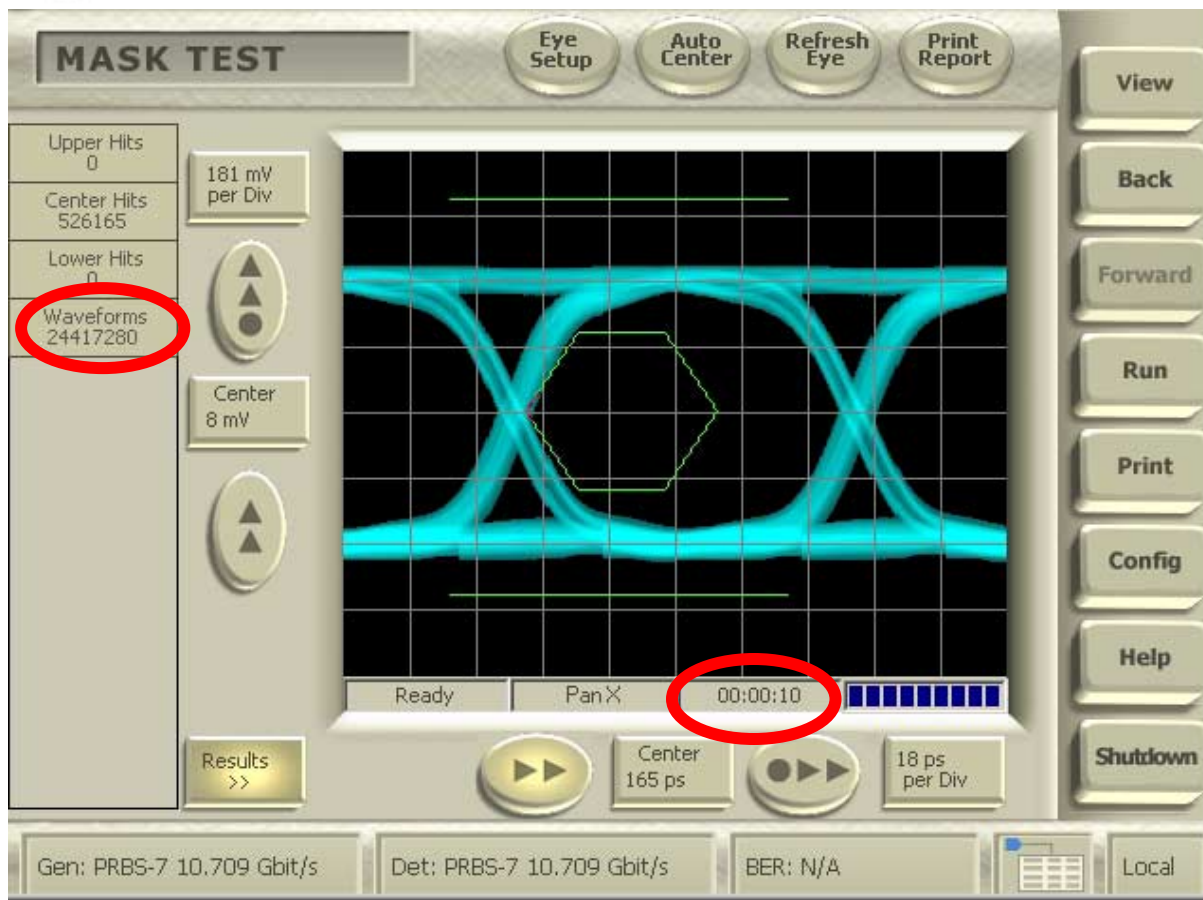 MASK TEST
Eye
Setup
Auto
Center
Refresh
Eye
Print
Report
View
Back
Forward
Run
Print
Config
Help
Shutdown
Upper Hits
0
Center Hits
526165
Lower Hits
0
Waveforms
24417280
181 mV
per Div
Center
8 mV
Ready
Pan X
00:00:10
Results
>>
Center
165 ps
18 ps
per Div
Gen: PRBS-7 10.709 Gbit/s
Det: PRBS-7 10.709 Gbit/s
BER: N/A
Local